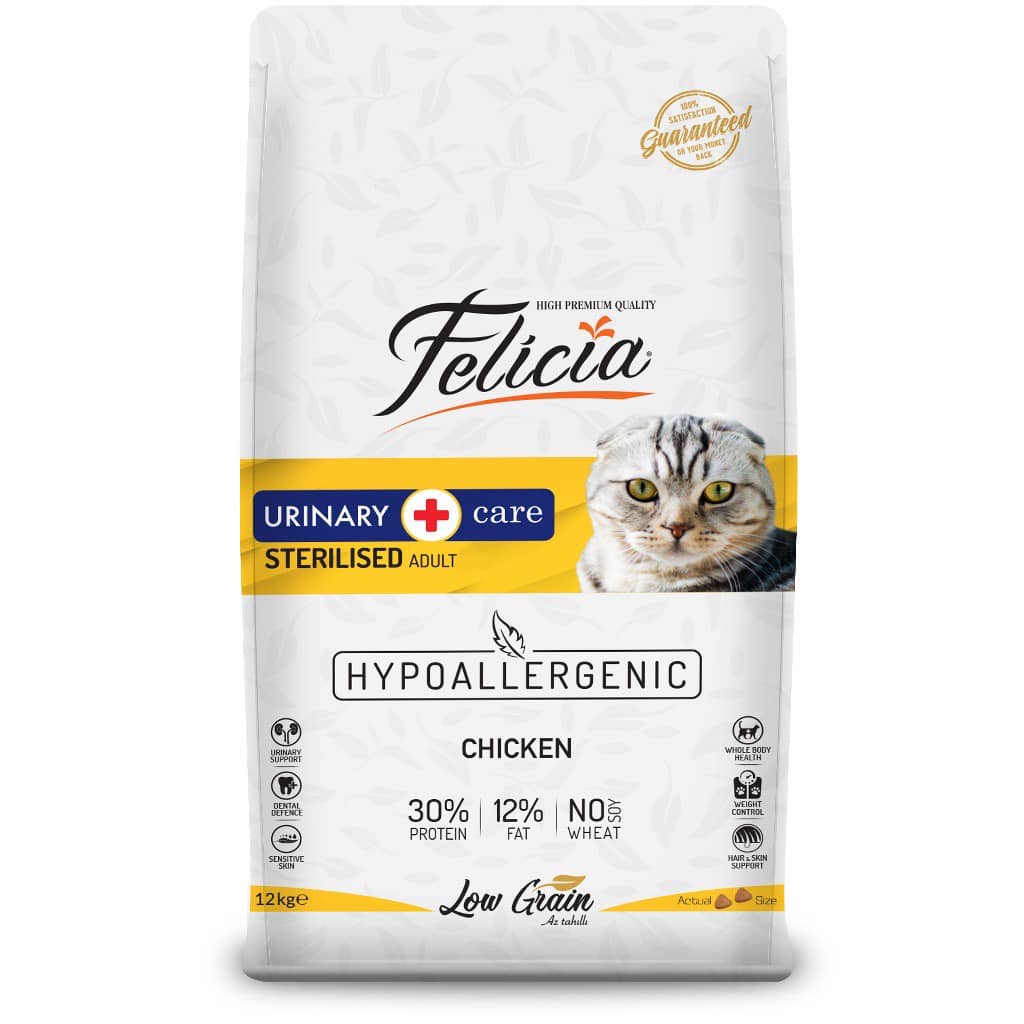 100%
SATISFACTION
Guaranteed
OR YOUR MONEY
BACK
HIGH PREMIUM QUALITY
Felicia®
URINARY care
STERILISED ADULT
HYPOALLERGENIC
CHICKEN
30%
PROTEIN
12%
FAT
NO SOY
WHEAT
URINARY
SUPPORT
DENTAL
DEFENCE
SENSITIVE
SKIN
WHOLE BODY
HEALTH
WEIGHT
CONTROL
HAIR & SKIN
SUPPORT
12kg℮
Low Grain
Az tahıllı
Actual Size